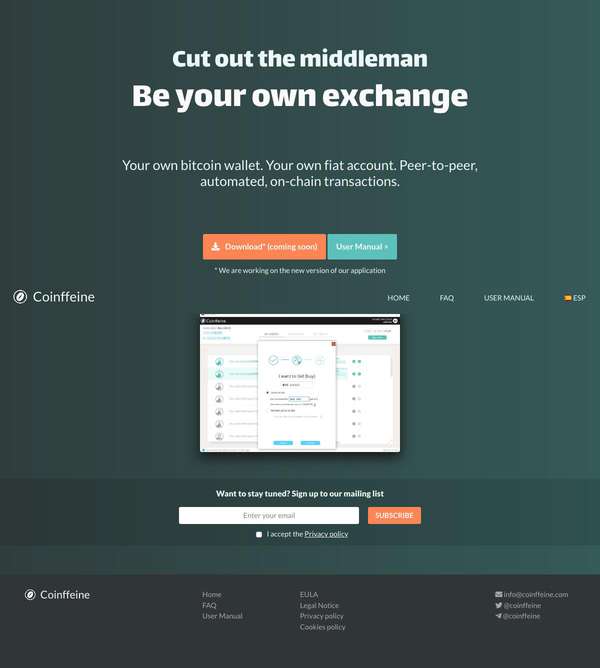 Cut out the middleman
Be your own exchange
Your own bitcoin wallet. Your own fiat account. Peer-to-peer,
automated, on-chain transactions.
Download* (coming soon)
User Manual »
* We are working on the new version of our application
Coinffeine
HOME
FAQ
USER MANUAL
ESP
Coinffeine
I want to bid (buy)
Want to stay tuned? Sign up to our mailing list
Enter your email
SUBSCRIBE
I accept the Privacy policy
Coinffeine
Home
FAQ
User Manual
EULA
Legal Notice
Privacy policy
Cookies policy
info@coinffeine.com
@coinffeine
@coinffeine